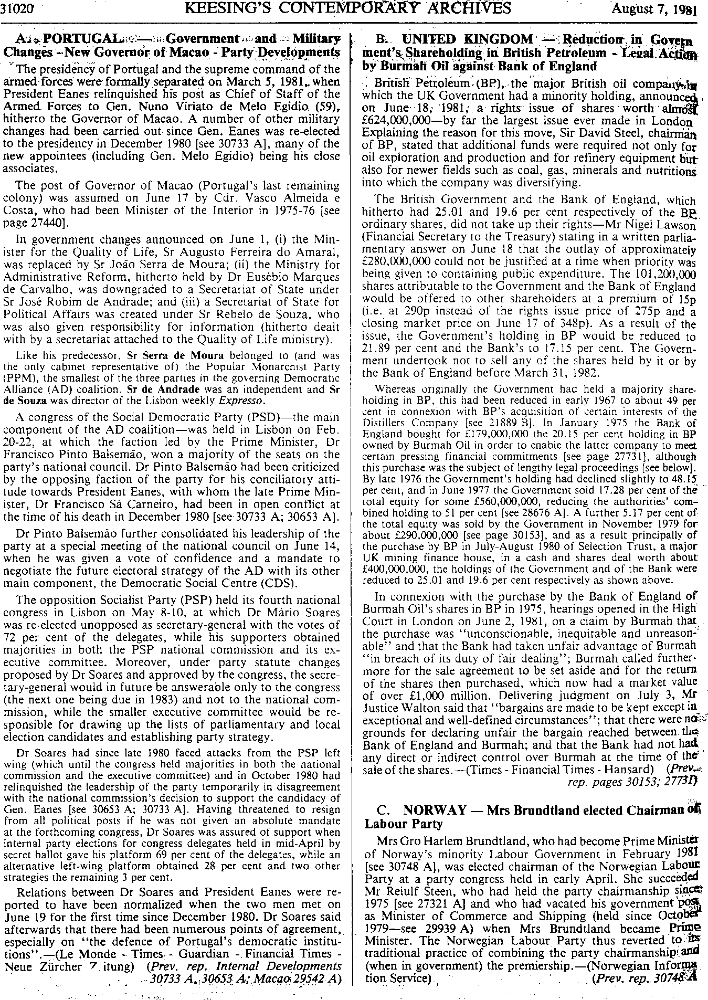 31020 KEESING'S CONTEMPORARY ARCHIVES August 7, 1981
A. PORTUGAL — Government and Military
Changes - New Governor of Macao - Party Developments
The presidency of Portugal and the supreme command of the
armed forces were formally separated on March 5, 1981, when
President Eanes relinquished his post as Chief of Staff of the
Armed Forces to Gen. Nuno Viriato de Melo Egidio (59),
hitherto the Governor of Macao. A number of other military
changes had been carried out since Gen. Eanes was re-elected
to the presidency in December 1980 [see 30733 A], many of the
new appointees (including Gen. Melo Egidio) being his close
associates.
The post of Governor of Macao (Portugal's last remaining
colony) was assumed on June 17 by Cdr. Vasco Almeida e
Costa, who had been Minister of the Interior in 1975-76 [see
page 27440].
In government changes announced on June 1, (i) the Min-
ister for the Quality of Life, Sr Augusto Ferreira do Amaral,
was replaced by Sr João Serra de Moura; (ii) the Ministry for
Administrative Reform, hitherto held by Dr Eusébio Marques
de Carvalho, was downgraded to a Secretariat of State under
Sr José Robim de Andrade; and (iii) a Secretariat of State for
Political Affairs was created under Sr Rebelo de Souza, who
was also given responsibility for information (hitherto dealt
with by a secretariat attached to the Quality of Life ministry).
Like his predecessor, Sr Serra de Moura belonged to (and was
the only cabinet representative of) the Popular Monarchist Party
(PPM), the smallest of the three parties in the governing Democratic
Alliance (AD) coalition. Sr de Andrade was an independent and Sr
de Souza was director of the Lisbon weekly Expresso.
A congress of the Social Democratic Party (PSD)—the main
component of the AD coalition—was held in Lisbon on Feb.
20-22, at which the faction led by the Prime Minister, Dr
Francisco Pinto Balsemão, won a majority of the seats on the
party's national council. Dr Pinto Balsemão had been criticized
by the opposing faction of the party for his conciliatory atti-
tude towards President Eanes, with whom the late Prime Min-
ister, Dr Francisco Sá Carneiro, had been in open conflict at
the time of his death in December 1980 [see 30733 A; 30653 A].
Dr Pinto Balsemão further consolidated his leadership of the
party at a special meeting of the national council on June 14,
when he was given a vote of confidence and a mandate to
negotiate the future electoral strategy of the AD with its other
main component, the Democratic Social Centre (CDS).
The opposition Socialist Party (PSP) held its fourth national
congress in Lisbon on May 8-10, at which Dr Mário Soares
was re-elected unopposed as secretary-general with the votes of
72 per cent of the delegates, while his supporters obtained
majorities in both the PSP national commission and its ex-
ecutive committee. Moreover, under party statute changes
proposed by Dr Soares and approved by the congress, the secre-
tary-general would in future be answerable only to the congress
(the next one being due in 1983) and not to the national com-
mission, while the smaller executive committee would be re-
sponsible for drawing up the lists of parliamentary and local
election candidates and establishing party strategy.
Dr Soares had since late 1980 faced attacks from the PSP left
wing (which until the congress held majorities in both the national
commission and the executive committee) and in October 1980 had
relinquished the leadership of the party temporarily in disagreement
with the national commission's decision to support the candidacy of
Gen. Eanes [see 30653 A; 30733 A]. Having threatened to resign
from all political posts if he was not given an absolute mandate
at the forthcoming congress, Dr Soares was assured of support when
internal party elections for congress delegates held in mid-April by
secret ballot gave his platform 69 per cent of the delegates, while an
alternative left-wing platform obtained 28 per cent and two other
strategies the remaining 3 per cent.
Relations between Dr Soares and President Eanes were re-
ported to have been normalized when the two men met on
June 19 for the first time since December 1980. Dr Soares said
afterwards that there had been numerous points of agreement,
especially on "the defence of Portugal's democratic institu-
tions".—(Le Monde - Times - Guardian - Financial Times -
Neue Zürcher Z itung) (Prev. rep. Internal Developments
30733 A, 30653 A; Macao 29542 A)
B. UNITED KINGDOM — Reduction in Govern
ment's Shareholding in British Petroleum - Legal Action
by Burmah Oil against Bank of England
British Petroleum (BP), the major British oil company in
which the UK Government had a minority holding, announced
on June 18, 1981, a rights issue of shares worth almost
£624,000,000—by far the largest issue ever made in London
Explaining the reason for this move, Sir David Steel, chairman
of BP, stated that additional funds were required not only for
oil exploration and production and for refinery equipment but
also for newer fields such as coal, gas, minerals and nutritions
into which the company was diversifying.
The British Government and the Bank of England, which
hitherto had 25.01 and 19.6 per cent respectively of the BP
ordinary shares, did not take up their rights—Mr Nigel Lawson
(Financial Secretary to the Treasury) stating in a written parlia-
mentary answer on June 18 that the outlay of approximately
£280,000,000 could not be justified at a time when priority was
being given to containing public expenditure. The 101,200,000
shares attributable to the Government and the Bank of England
would be offered to other shareholders at a premium of 15p
(i.e. at 290p instead of the rights issue price of 275p and a
closing market price on June 17 of 348p). As a result of the
issue, the Government's holding in BP would be reduced to
21.89 per cent and the Bank's to 17.15 per cent. The Govern-
ment undertook not to sell any of the shares held by it or by
the Bank of England before March 31, 1982.
Whereas originally the Government had held a majority share-
holding in BP, this had been reduced in early 1967 to about 49 per
cent in connexion with BP's acquisition of certain interests of the
Distillers Company [see 21889 B]. In January 1975 the Bank of
England bought for £179,000,000 the 20.15 per cent holding in BP
owned by Burmah Oil in order to enable the latter company to meet
certain pressing financial commitments [see page 27731], although
this purchase was the subject of lengthy legal proceedings [see below].
By late 1976 the Government's holding had declined slightly to 48.15
per cent, and in June 1977 the Government sold 17.28 per cent of the
total equity for some £560,000,000, reducing the authorities' com-
bined holding to 51 per cent [see 28676 A]. A further 5.17 per cent of
the total equity was sold by the Government in November 1979 for
about £290,000,000 [see page 30153], and as a result principally of
the purchase by BP in July-August 1980 of Selection Trust, a major
UK mining finance house, in a cash and shares deal worth about
£400,000,000, the holdings of the Government and of the Bank were
reduced to 25.01 and 19.6 per cent respectively as shown above.
In connexion with the purchase by the Bank of England of
Burmah Oil's shares in BP in 1975, hearings opened in the High
Court in London on June 2, 1981, on a claim by Burmah that
the purchase was "unconscionable, inequitable and unreason-
able" and that the Bank had taken unfair advantage of Burmah
"in breach of its duty of fair dealing"; Burmah called further-
more for the sale agreement to be set aside and for the return
of the shares then purchased, which now had a market value
of over £1,000 million. Delivering judgment on July 3, Mr
Justice Walton said that "bargains are made to be kept except in
exceptional and well-defined circumstances"; that there were no
grounds for declaring unfair the bargain reached between the
Bank of England and Burmah; and that the Bank had not had
any direct or indirect control over Burmah at the time of the
sale of the shares.—(Times - Financial Times - Hansard) (Prev.
rep. pages 30153; 27731)
C. NORWAY — Mrs Brundtland elected Chairman of
Labour Party
Mrs Gro Harlem Brundtland, who had become Prime Minister
of Norway's minority Labour Government in February 1981
[see 30748 A], was elected chairman of the Norwegian Labour
Party at a party congress held in early April. She succeeded
Mr Reiulf Steen, who had held the party chairmanship since
1975 [see 27321 A] and who had vacated his government post
as Minister of Commerce and Shipping (held since October
1979—see 29939 A) when Mrs Brundtland became Prime
Minister. The Norwegian Labour Party thus reverted to its
traditional practice of combining the party chairmanship and
(when in government) the premiership.—(Norwegian Informa
tion Service) (Prev. rep. 30748 A